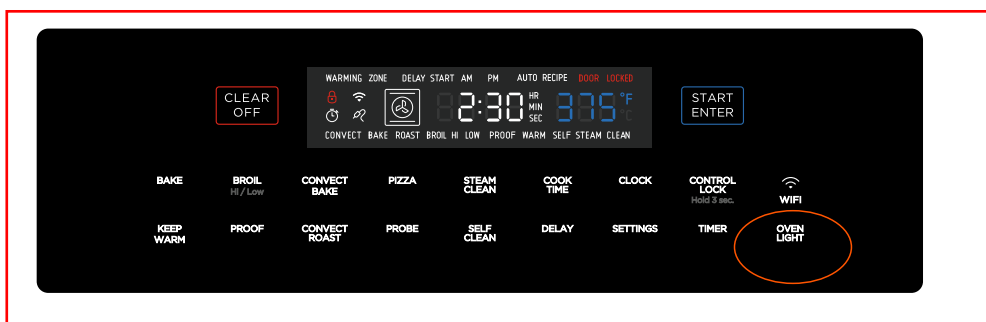 WARMING ZONE DELAY START AM PM AUTO RECIPE DOOR LOCKED
CLEAR
OFF
2:30
HR
MIN
SEC
375 °F
°C
START
ENTER
CONVECT BAKE ROAST BROIL HI LOW PROOF WARM SELF STEAM CLEAN
BAKE
BROIL
Hi / Low
CONVECT
BAKE
PIZZA
STEAM
CLEAN
COOK
TIME
CLOCK
CONTROL
LOCK
Hold 3 sec.
WIFI
KEEP
WARM
PROOF
CONVECT
ROAST
PROBE
SELF
CLEAN
DELAY
SETTINGS
TIMER
OVEN
LIGHT